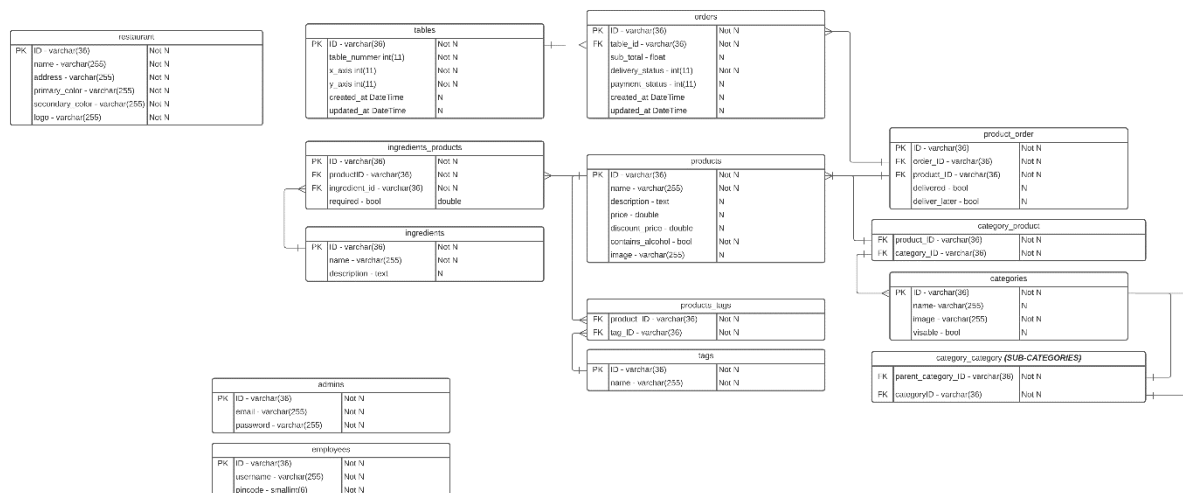 restaurant
PK ID - varchar(36) Not N
name - varchar(255) Not N
address - varchar(255) Not N
primary_color - varchar(255) Not N
secondary_color - varchar(255) Not N
logo - varchar(255) Not N
tables
PK ID - varchar(36) Not N
table_nummer int(11) Not N
x_axis int(11) Not N
y_axis int(11) Not N
created_at DateTime N
updated_at DateTime N
orders
PK ID - varchar(36) Not N
FK table_id - varchar(36) Not N
sub_total - float N
delivery_status - int(11) Not N
payment_status - int(11) N
created_at DateTime N
updated_at DateTime N
ingredients_products
PK ID - varchar(36) Not N
FK productID - varchar(36) Not N
FK ingredient_id - varchar(36) Not N
required - bool double
ingredients
PK ID - varchar(36) Not N
name - varchar(255) Not N
description - text N
products
PK ID - varchar(36) Not N
name - varchar(255) Not N
description - text N
price - double N
discount_price - double N
contains_alcohol - bool Not N
image - varchar(255) N
product_order
PK ID - varchar(36) Not N
FK order_ID - varchar(36) Not N
FK product_ID - varchar(36) Not N
delivered - bool N
deliver_later - bool N
category_product
FK product_ID - varchar(36) Not N
FK category_ID - varchar(36) Not N
categories
PK ID - varchar(36) Not N
name- varchar(255) N
image - varchar(255) Not N
visable - bool N
products_tags
FK product_ID - varchar(36) Not N
FK tag_ID - varchar(36) Not N
tags
PK ID - varchar(36) Not N
name - varchar(255) Not N
category_category (SUB-CATEGORIES)
FK parent_category_ID - varchar(36) Not N
FK categoryID - varchar(36) Not N
admins
PK ID - varchar(36) Not N
email - varchar(255) Not N
password - varchar(255) Not N
employees
PK ID - varchar(36) Not N
username - varchar(255) Not N
pincode - smallint(6) Not N